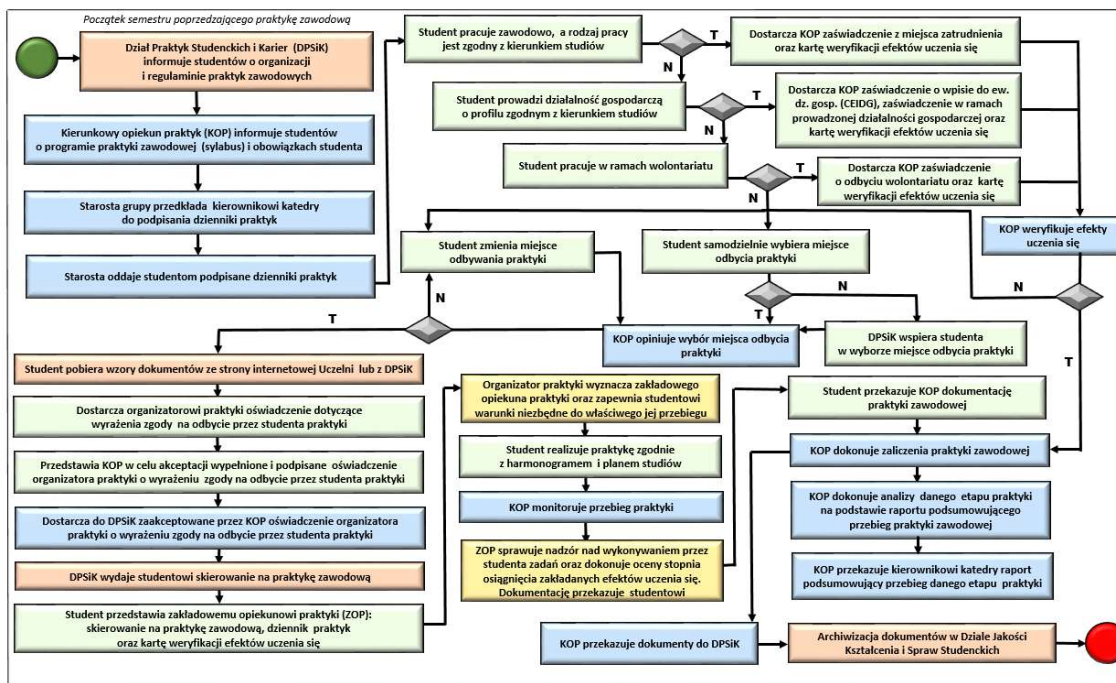 Początek semestru poprzedzającego praktykę zawodową
Dział Praktyk Studenckich i Karier (DPSiK)
informuje studentów o organizacji
i regulaminie praktyk zawodowych
Kierunkowy opiekun praktyk (KOP) informuje studentów
o programie praktyki zawodowej (sylabus) i obowiązkach studenta
Starosta grupy przedkłada kierownikowi katedry
do podpisania dzienniki praktyk
Starosta oddaje studentom podpisane dzienniki praktyk
Student pracuje zawodowo, a rodzaj pracy
jest zgodny z kierunkiem studiów
T
N
Dostarcza KOP zaświadczenie z miejsca zatrudnienia
oraz kartę weryfikacji efektów uczenia się
Student prowadzi działalność gospodarczą
o profilu zgodnym z kierunkiem studiów
T
N
Dostarcza KOP zaświadczenie o wpisie do ew.
dz. gosp. (CEIDG), zaświadczenie w ramach
prowadzonej działalności gospodarczej oraz
kartę weryfikacji efektów uczenia się
Student pracuje w ramach wolontariatu
T
N
Dostarcza KOP zaświadczenie
o odbyciu wolontariatu oraz kartę
weryfikacji efektów uczenia się
KOP weryfikuje efekty
uczenia się
N
T
Student zmienia miejsce
odbywania praktyki
Student samodzielnie wybiera miejsce
odbycia praktyki
N
T
DPSiK wspiera studenta
w wyborze miejsce odbycia praktyki
KOP opiniuje wybór miejsca odbycia
praktyki
N
T
Student pobiera wzory dokumentów ze strony internetowej Uczelni lub z DPSiK
Dostarcza organizatorowi praktyki oświadczenie dotyczące
wyrażenia zgody na odbycie przez studenta praktyki
Przedstawia KOP w celu akceptacji wypełnione i podpisane oświadczenie
organizatora praktyki o wyrażeniu zgody na odbycie przez studenta praktyki
Dostarcza do DPSiK zaakceptowane przez KOP oświadczenie organizatora
praktyki o wyrażeniu zgody na odbycie przez studenta praktyki
DPSiK wydaje studentowi skierowanie na praktykę zawodową
Student przedstawia zakładowemu opiekunowi praktyki (ZOP):
skierowanie na praktykę zawodową, dziennik praktyk
oraz kartę weryfikacji efektów uczenia się
Organizator praktyki wyznacza zakładowego
opiekuna praktyki oraz zapewnia studentowi
warunki niezbędne do właściwego jej przebiegu
Student realizuje praktykę zgodnie
z harmonogramem i planem studiów
KOP monitoruje przebieg praktyki
ZOP sprawuje nadzór nad wykonywaniem przez
studenta zadań oraz dokonuje oceny stopnia
osiągnięcia zakładanych efektów uczenia się.
Dokumentację przekazuje studentowi
Student przekazuje KOP dokumentację
praktyki zawodowej
KOP dokonuje zaliczenia praktyki zawodowej
KOP dokonuje analizy danego etapu praktyki
na podstawie raportu podsumowującego
przebieg praktyki zawodowej
KOP przekazuje kierownikowi katedry raport
podsumowujący przebieg danego etapu praktyki
KOP przekazuje dokumenty do DPSiK
Archiwizacja dokumentów w Dziale Jakości
Kształcenia i Spraw Studenckich